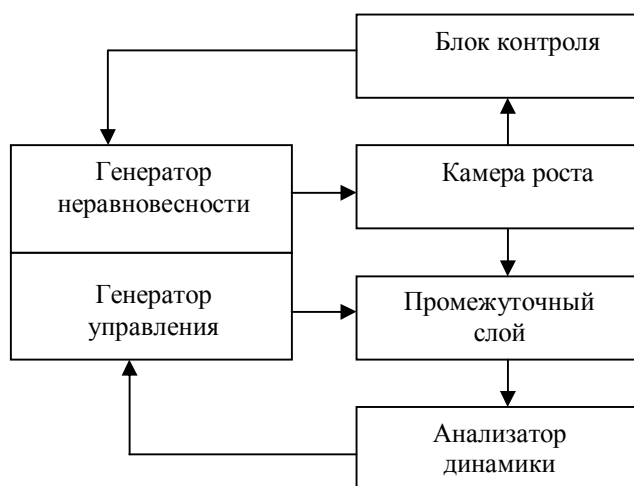 Блок контроля
Генератор
неравновесности
Камера роста
Генератор
управления
Промежуточный
слой
Анализатор
динамики